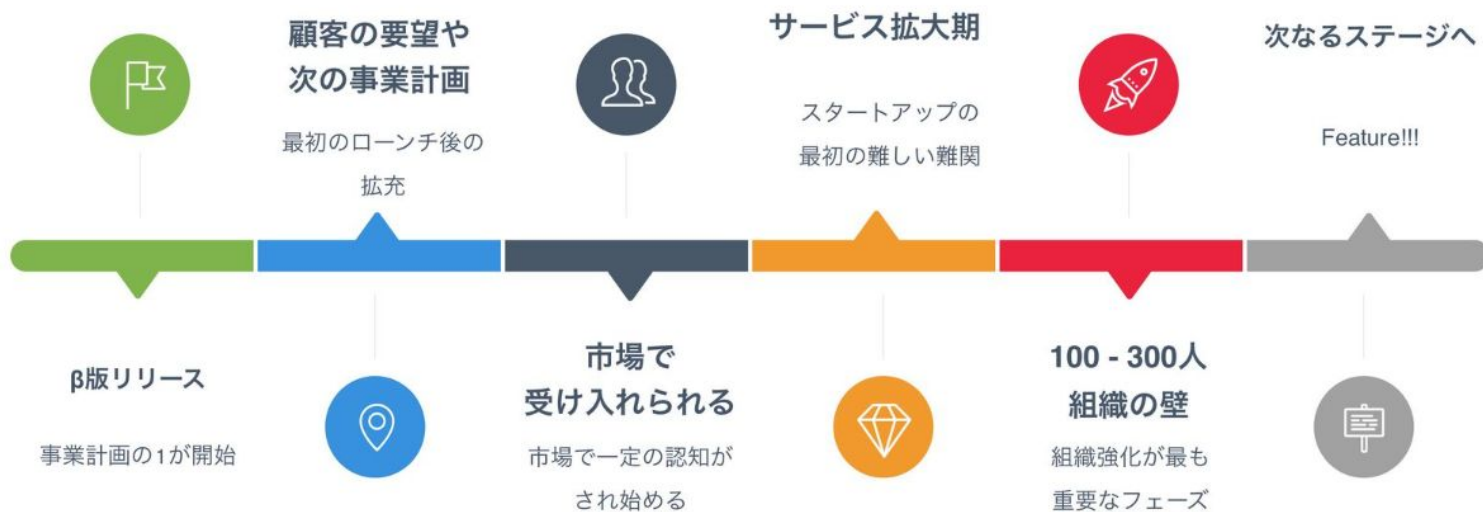 β版リリース
事業計画の1が開始
顧客の要望や
次の事業計画
最初のローンチ後の
拡充
市場で
受け入れられる
市場で一定の認知が
され始める
サービス拡大期
スタートアップの
最初の難しい難関
100 - 300人
組織の壁
組織強化が最も
重要なフェーズ
次なるステージへ
Feature!!!